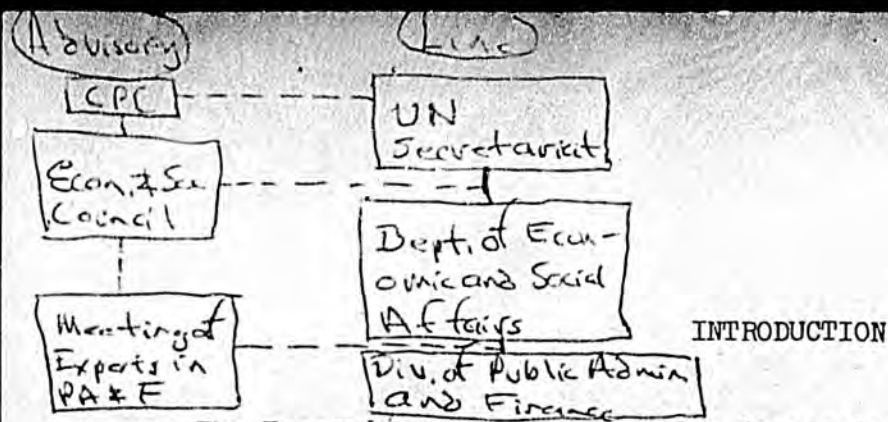 Advisory
Line
CPC
UN
Secretariat
Econ. & Soc
Council
Dept. of Econ-
omic and Social
Affairs
Meeting of
Experts in
PA & F
INTRODUCTION
Div. of Public Admin
and Finance